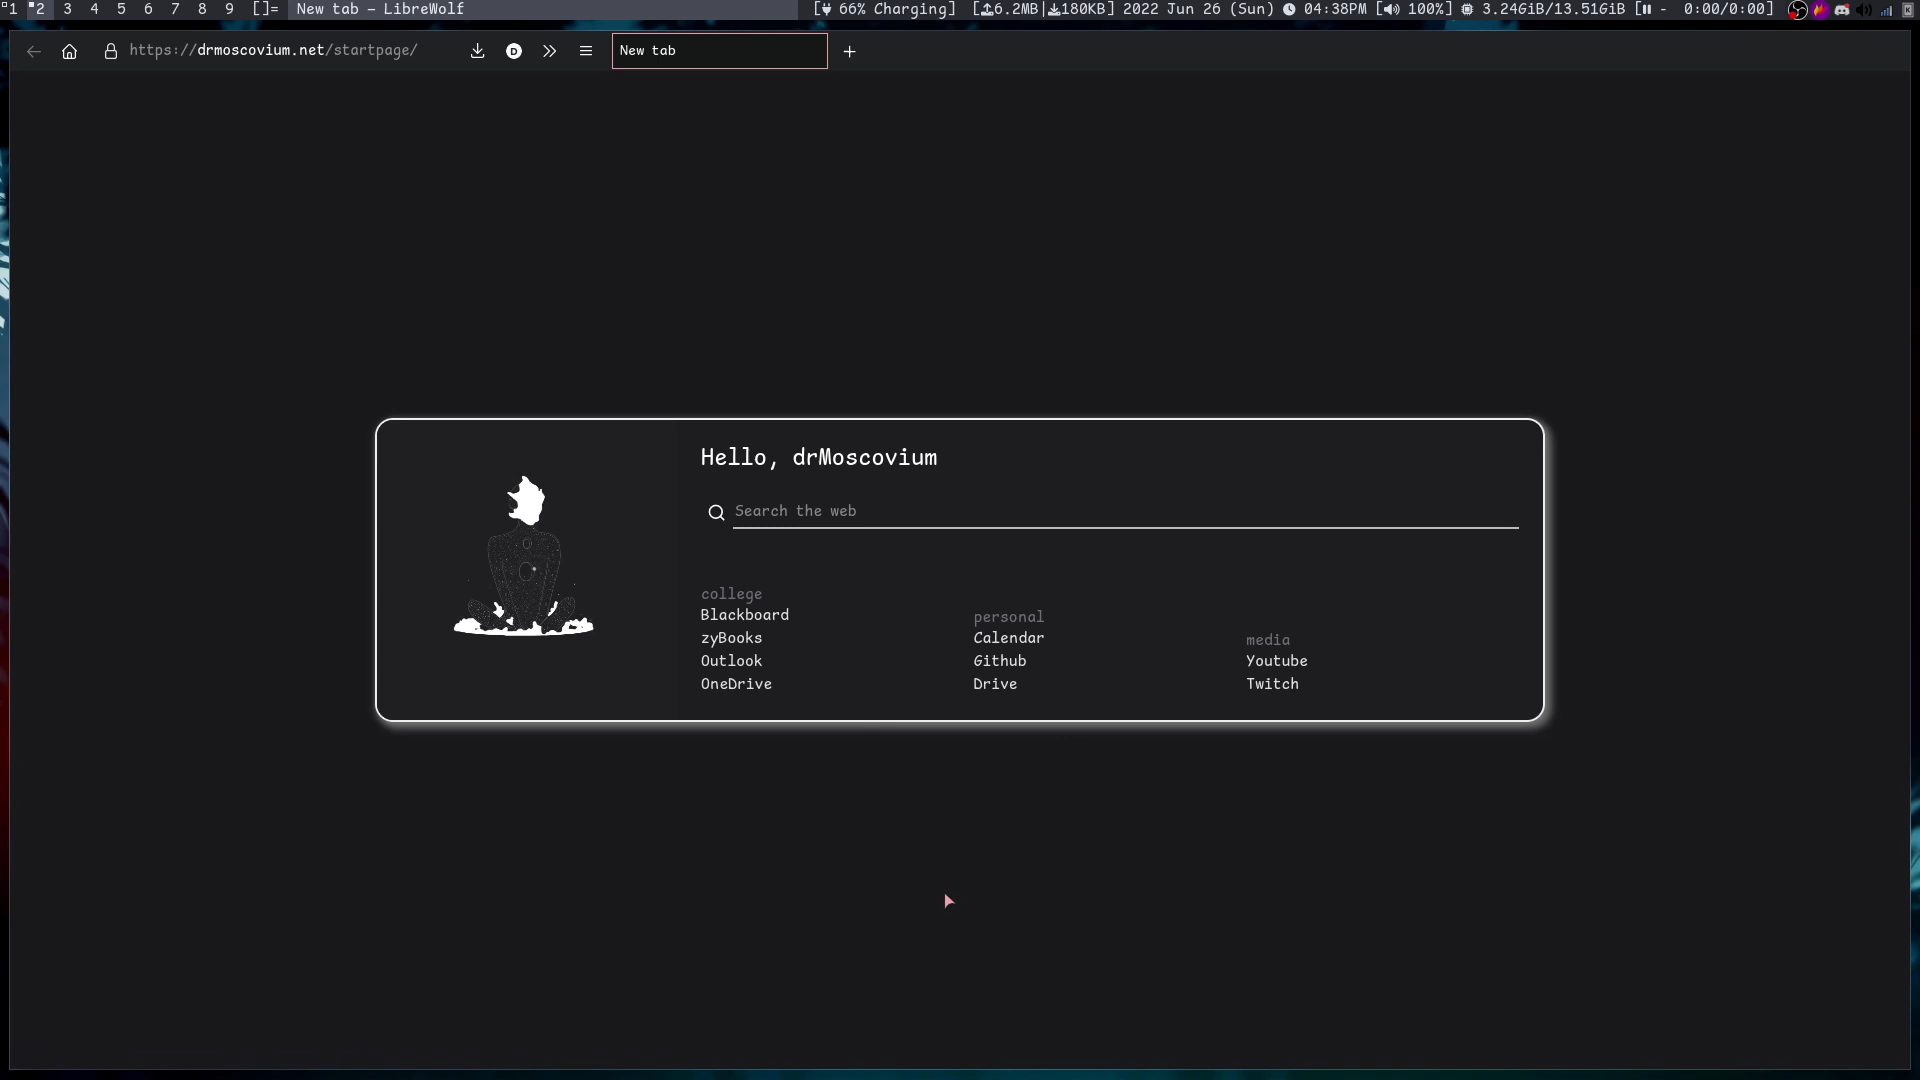 1 2 3 4 5 6 7 8 9 []= New tab — LibreWolf [ 66% Charging] [6.2MB|180KB] 2022 Jun 26 (Sun) 04:38PM [ 100%] 3.24GiB/13.51GiB [ - 0:00/0:00]
https://drmoscovium.net/startpage/ D New tab
Hello, drMoscovium
Search the web
college
Blackboard
zyBooks
Outlook
OneDrive
personal
Calendar
Github
Drive
media
Youtube
Twitch